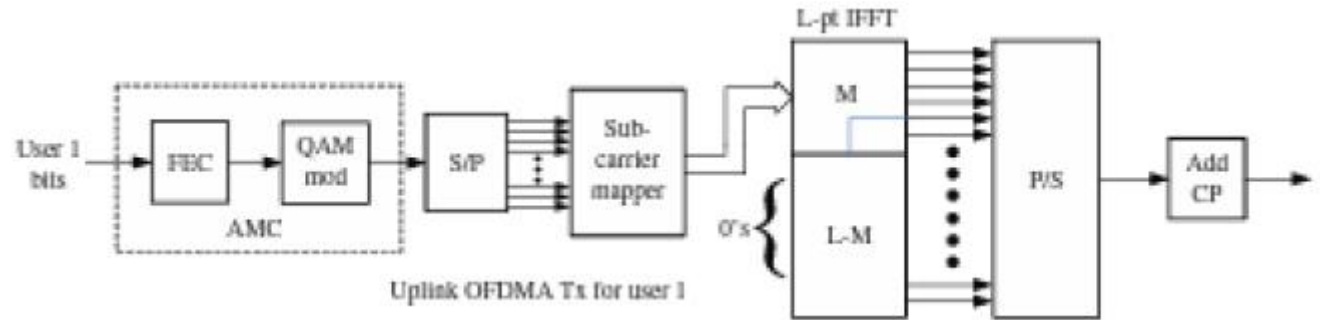 L-pt IFFT
User 1
bits
FEC
QAM
mod
AMC
S/P
Sub-
carrier
mapper
M
0's
L-M
P/S
Add
CP
Uplink OFDMA Tx for user 1